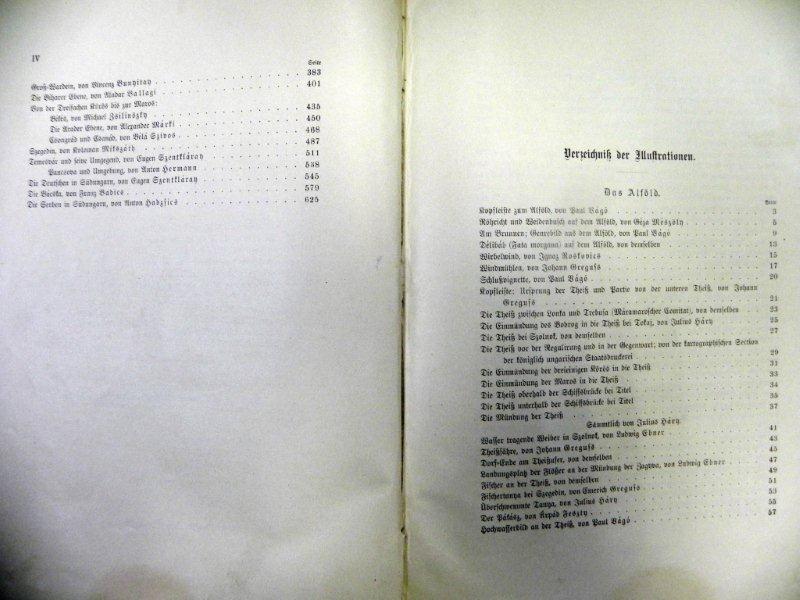 IV
Seite
Groß-Wardein, von Vincenz Bunyitay 383
Die Biharer Ebene, von Aladar Ballagi 401
Von der Dreifachen Körös bis zur Maros:
Békés, von Michael Zsilinszky 435
Die Arader Ebene, von Alexander Márki 450
Csongrád und Csanád, von Béla Szivos 468
Szegedin, von Koloman Mikszáth 487
Temesvár und seine Umgegend, von Eugen Szentkláray 511
Pancsova und Umgebung, von Anton Hermann 538
Die Deutschen in Südungarn, von Eugen Szentkláray 545
Die Bácska, von Franz Badics 579
Die Serben in Südungarn, von Anton Hadzsics 625
Verzeichniß der Illustrationen.
Das Alföld.
Seite
Kopfleiste zum Alföld, von Paul Vágó 3
Röhricht und Weidenbusch auf dem Alföld, von Géza Mészöly 5
Am Brunnen; Genrebild aus dem Alföld, von Paul Vágó 9
Délibáb (Fata morgana) auf dem Alföld, von demselben 13
Wirbelwind, von Ignaz Roskovics 15
Windmühlen, von Johann Greguss 17
Schlußvignette, von Paul Vágó 20
Kopfleiste: Ursprung der Theiß und Partie von der unteren Theiß, von Johann
Greguss 21
Die Theiß zwischen Lonka und Trebusa (Máramaroscher Comitat), von demselben 23
Die Einmündung des Bodrog in die Theiß bei Tokaj, von Julius Háry 25
Die Theiß bei Szolnok, von demselben 27
Die Theiß vor der Regulirung und in der Gegenwart; von der kartographischen Section
der königlich ungarischen Staatsdruckerei 29
Die Einmündung der dreieinigen Körös in die Theiß 31
Die Einmündung der Maros in die Theiß 33
Die Theiß oberhalb der Schiffsbrücke bei Titel 34
Die Theiß unterhalb der Schiffsbrücke bei Titel 35
Die Mündung der Theiß 37
Sämmtlich von Julius Háry.
Wasser tragende Weiber in Szolnok, von Ludwig Ebner 41
Theißfähre, von Johann Greguss 43
Dorf-Ende am Theißufer, von demselben 45
Landungsplatz der Flößer an der Mündung der Zagyva, von Ludwig Ebner 47
Fischer an der Theiß, von demselben 49
Fischertanya bei Szegedin, von Emerich Greguss 51
Überschwemmte Tanya, von Julius Háry 53
Der Pákász, von Árpád Feszty 55
Hochwasserbild an der Theiß, von Paul Vágó 57